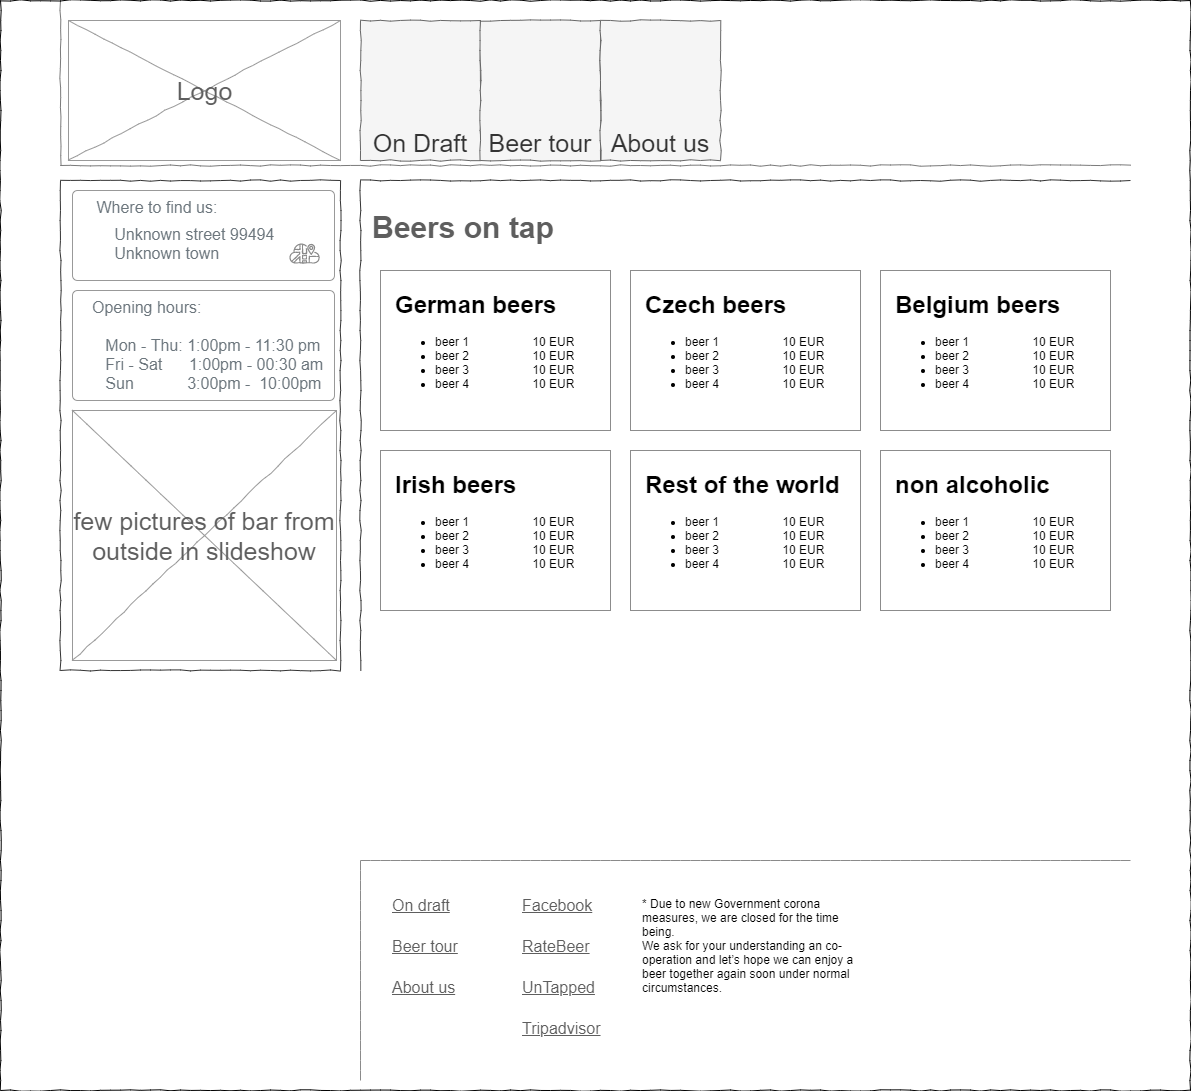 Logo
On Draft
Beer tour
About us
Where to find us:
Unknown street 99494
Unknown town
Opening hours:
Mon - Thu: 1:00pm - 11:30 pm
Fri - Sat 1:00pm - 00:30 am
Sun 3:00pm - 10:00pm
few pictures of bar from
outside in slideshow
Beers on tap
German beers
beer 1 10 EUR
beer 2 10 EUR
beer 3 10 EUR
beer 4 10 EUR
Czech beers
beer 1 10 EUR
beer 2 10 EUR
beer 3 10 EUR
beer 4 10 EUR
Belgium beers
beer 1 10 EUR
beer 2 10 EUR
beer 3 10 EUR
beer 4 10 EUR
Irish beers
beer 1 10 EUR
beer 2 10 EUR
beer 3 10 EUR
beer 4 10 EUR
Rest of the world
beer 1 10 EUR
beer 2 10 EUR
beer 3 10 EUR
beer 4 10 EUR
non alcoholic
beer 1 10 EUR
beer 2 10 EUR
beer 3 10 EUR
beer 4 10 EUR
On draft
Beer tour
About us
Facebook
RateBeer
UnTapped
Tripadvisor
* Due to new Government corona
measures, we are closed for the time
being.
We ask for your understanding an co-
operation and let's hope we can enjoy a
beer together again soon under normal
circumstances.